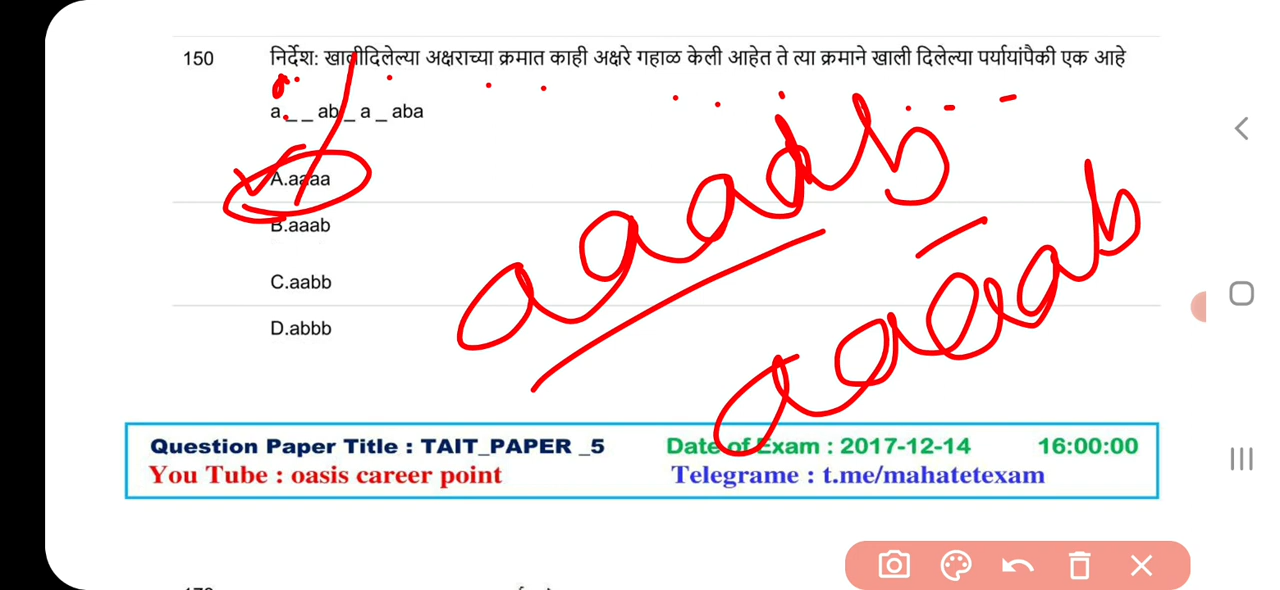 150 निर्देश: खालीदिलेल्या अक्षराच्या क्रमात काही अक्षरे गहाळ केली आहेत ते त्या क्रमाने खाली दिलेल्या पर्यायांपैकी एक आहे
a _ _ ab _ a _ aba
A.aaaa
B.aaab
C.aabb
D.abbb
aaaab
aaaab
Question Paper Title : TAIT_PAPER _5 Date of Exam : 2017-12-14 16:00:00
You Tube : oasis career point Telegrame : t.me/mahatetexam